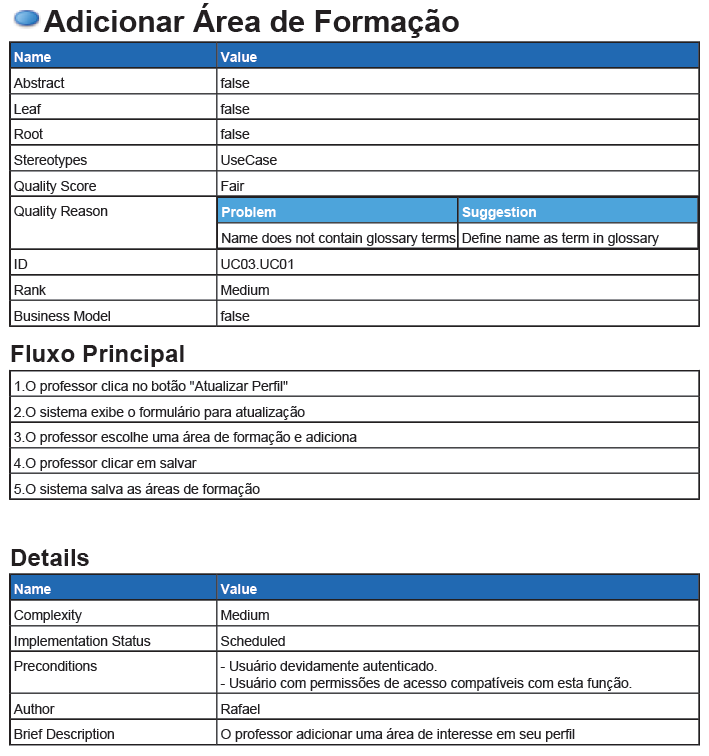 Adicionar Área de Formação
Name Value
Abstract false
Leaf false
Root false
Stereotypes UseCase
Quality Score Fair
Quality Reason Problem Suggestion
Name does not contain glossary terms Define name as term in glossary
ID UC03.UC01
Rank Medium
Business Model false
Fluxo Principal
1.O professor clica no botão "Atualizar Perfil"
2.O sistema exibe o formulário para atualização
3.O professor escolhe uma área de formação e adiciona
4.O professor clicar em salvar
5.O sistema salva as áreas de formação
Details
Name Value
Complexity Medium
Implementation Status Scheduled
Preconditions - Usuário devidamente autenticado.
- Usuário com permissões de acesso compatíveis com esta função.
Author Rafael
Brief Description O professor adicionar uma área de interesse em seu perfil